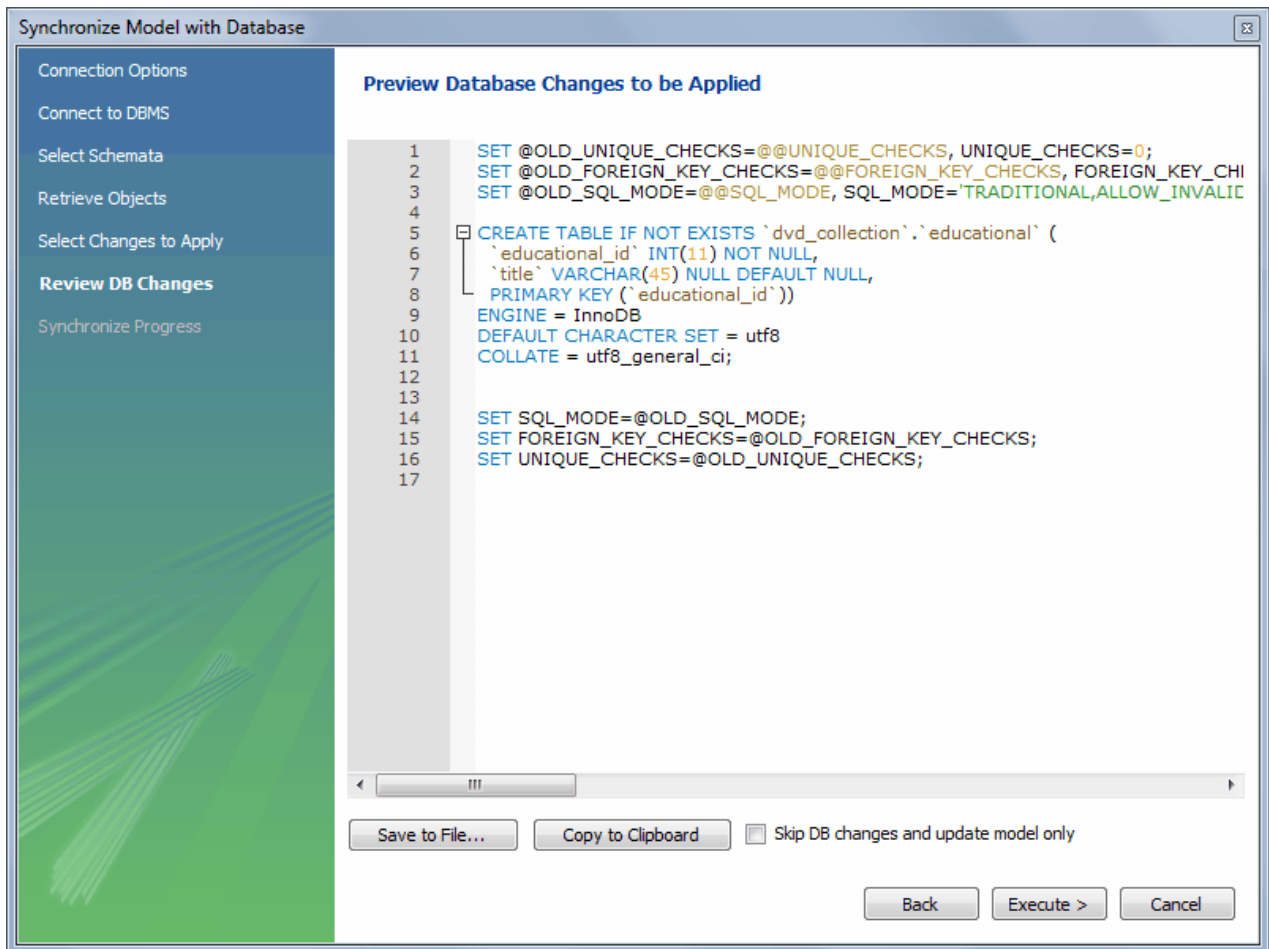 Synchronize Model with Database
Connection Options
Connect to DBMS
Select Schemata
Retrieve Objects
Select Changes to Apply
Review DB Changes
Synchronize Progress
Preview Database Changes to be Applied
1 SET @OLD_UNIQUE_CHECKS=@@UNIQUE_CHECKS, UNIQUE_CHECKS=0;
2 SET @OLD_FOREIGN_KEY_CHECKS=@@FOREIGN_KEY_CHECKS, FOREIGN_KEY_CHI
3 SET @OLD_SQL_MODE=@@SQL_MODE, SQL_MODE='TRADITIONAL,ALLOW_INVALID
4
5 CREATE TABLE IF NOT EXISTS `dvd_collection`.`educational` (
6 `educational_id` INT(11) NOT NULL,
7 `title` VARCHAR(45) NULL DEFAULT NULL,
8 PRIMARY KEY (`educational_id`))
9 ENGINE = InnoDB
10 DEFAULT CHARACTER SET = utf8
11 COLLATE = utf8_general_ci;
12
13
14 SET SQL_MODE=@OLD_SQL_MODE;
15 SET FOREIGN_KEY_CHECKS=@OLD_FOREIGN_KEY_CHECKS;
16 SET UNIQUE_CHECKS=@OLD_UNIQUE_CHECKS;
17
Save to File... Copy to Clipboard Skip DB changes and update model only
Back Execute > Cancel